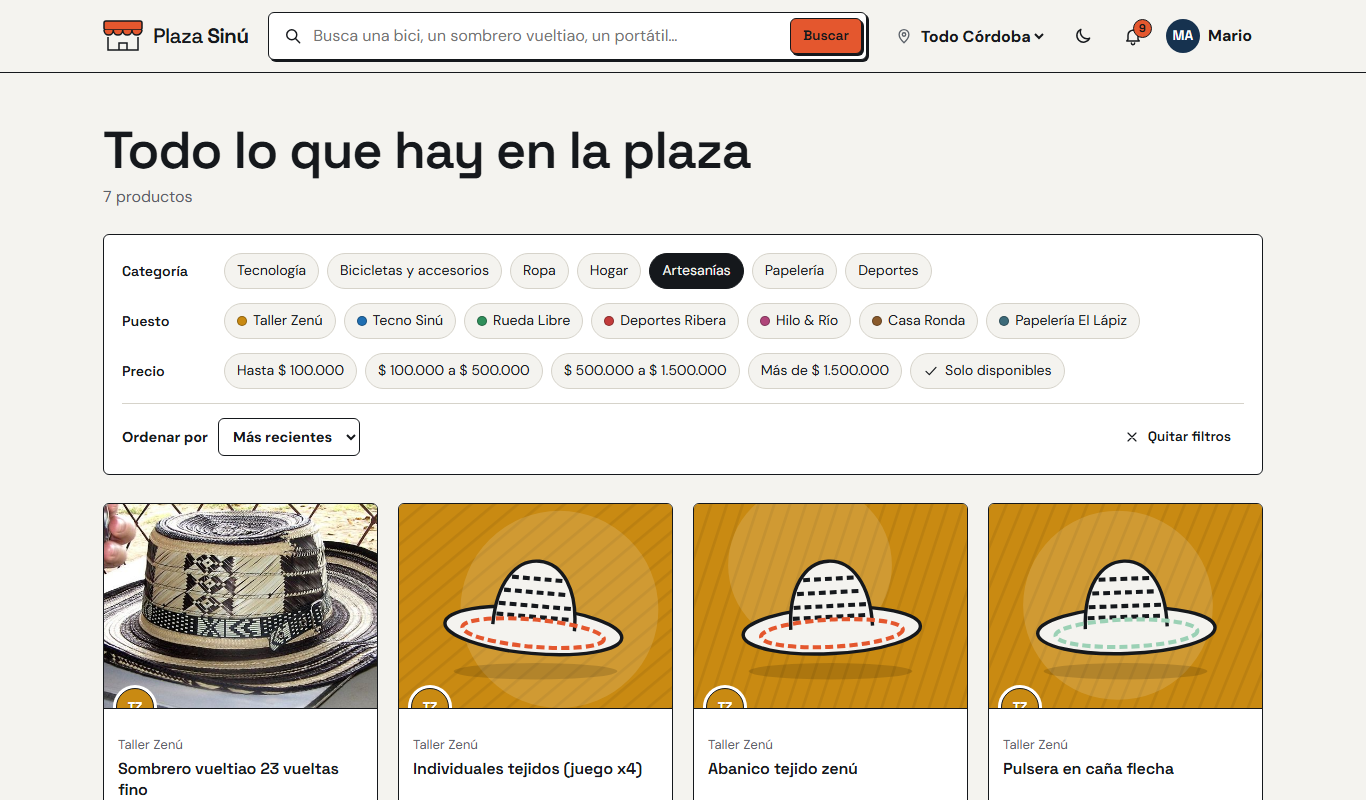 Plaza Sinú
Busca una bici, un sombrero vueltiao, un portátil...
Buscar
Todo Córdoba
9
MA
Mario
Todo lo que hay en la plaza
7 productos
Categoría
Tecnología
Bicicletas y accesorios
Ropa
Hogar
Artesanías
Papelería
Deportes
Puesto
Taller Zenú
Tecno Sinú
Rueda Libre
Deportes Ribera
Hilo & Río
Casa Ronda
Papelería El Lápiz
Precio
Hasta $ 100.000
$ 100.000 a $ 500.000
$ 500.000 a $ 1.500.000
Más de $ 1.500.000
Solo disponibles
Ordenar por
Más recientes
Quitar filtros
Taller Zenú
Sombrero vueltiao 23 vueltas
fino
Taller Zenú
Individuales tejidos (juego x4)
Taller Zenú
Abanico tejido zenú
Taller Zenú
Pulsera en caña flecha